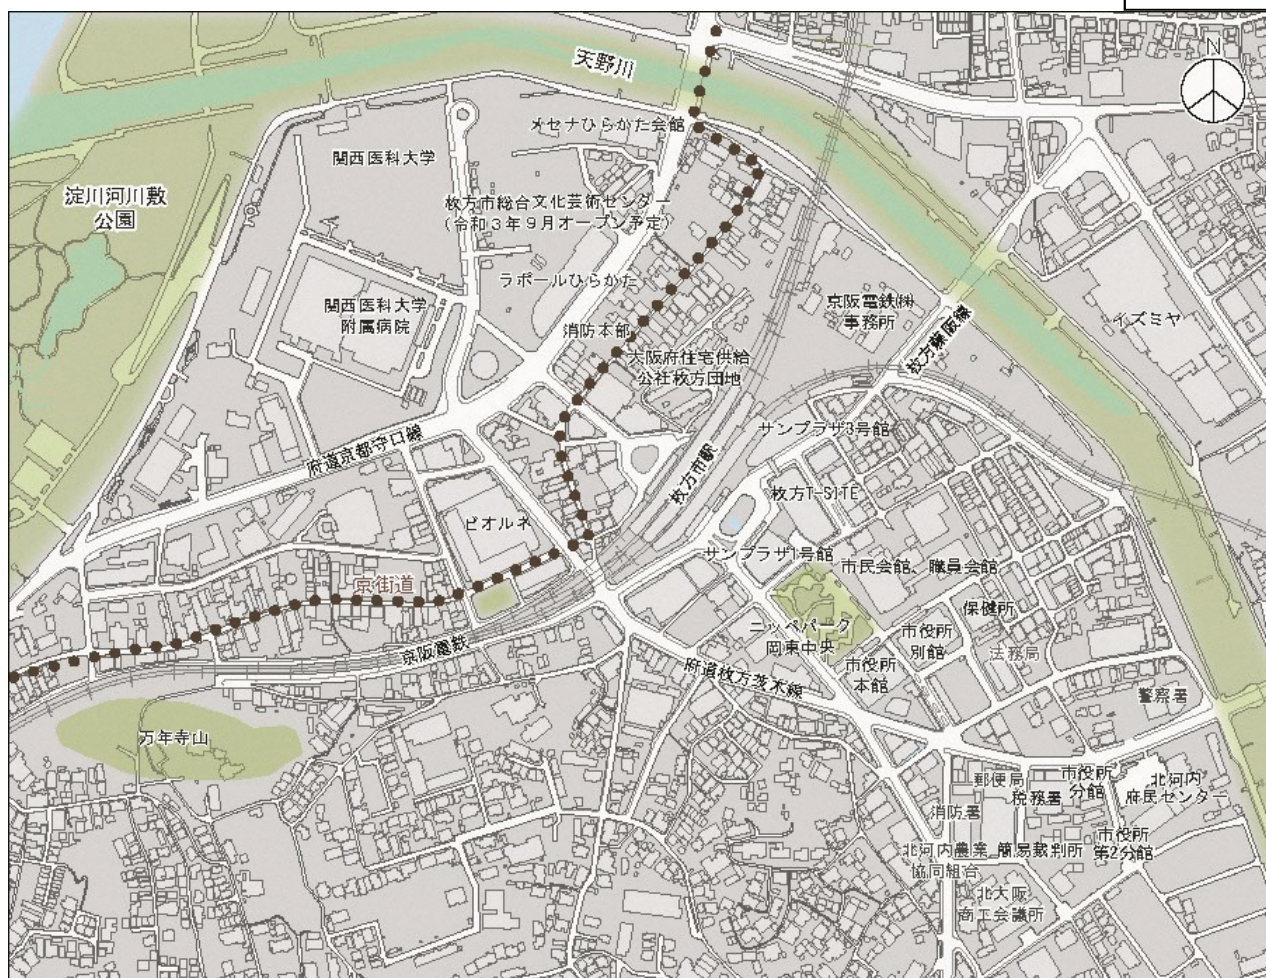 N
天野川
メセナひらかた会館
関西医科大学
淀川河川敷
公園
枚方市総合文化芸術センター
(令和3年9月オープン予定)
ラポールひらかた
関西医科大学
附属病院
京阪電鉄㈱
事務所
イズミヤ
消防本部
大阪府住宅供給
公社枚方団地
枚方藤阪線
サンプラザ3号館
府道京都守口線
枚方市駅
枚方T-SITE
ビオルネ
サンプラザ1号館
市民会館、職員会館
京街道
保健所
ニッペパーク
岡東中央
市役所
別館
法務局
京阪電鉄
市役所
本館
府道枚方茨木線
警察署
万年寺山
郵便局
市役所
分館
北河内
府民センター
税務署
消防署
市役所
第2分館
北河内農業
協同組合
簡易裁判所
北大阪
商工会議所